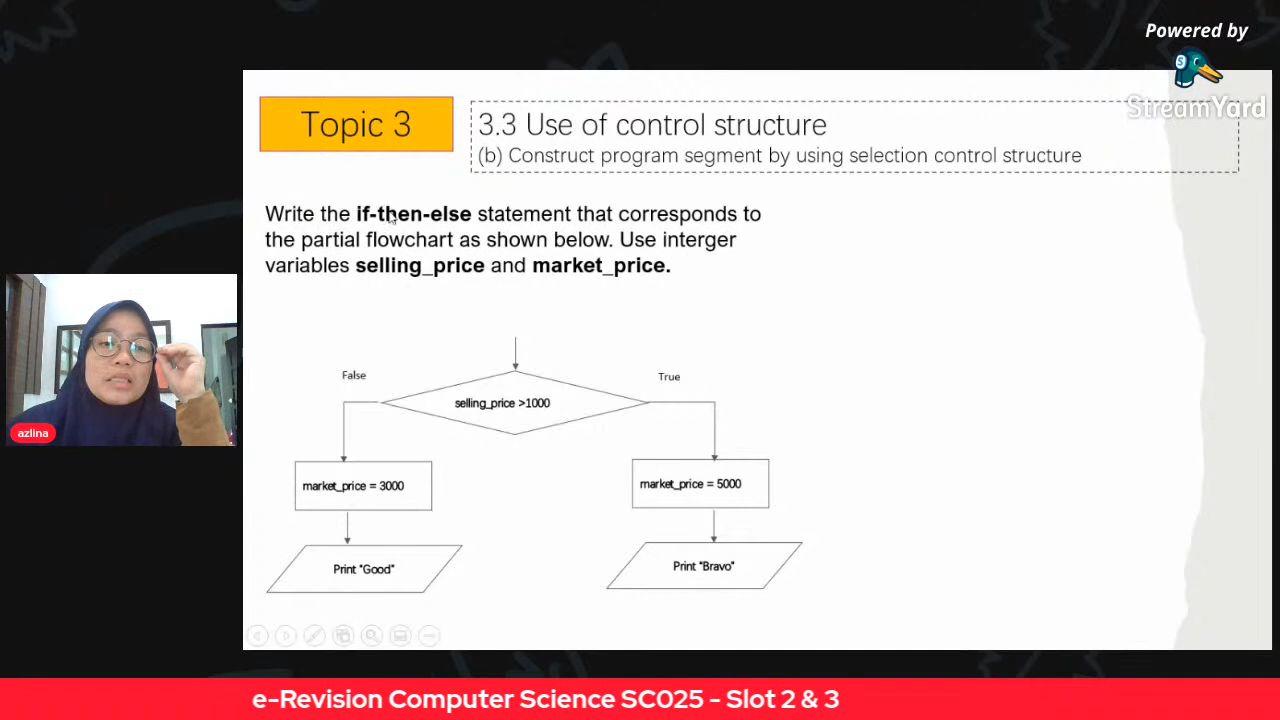 Powered by
StreamYard
Topic 3
3.3 Use of control structure
(b) Construct program segment by using selection control structure
Write the if-then-else statement that corresponds to
the partial flowchart as shown below. Use interger
variables selling_price and market_price.
False
True
selling_price >1000
market_price = 3000
market_price = 5000
Print "Good"
Print "Bravo"
azlina
e-Revision Computer Science SC025 - Slot 2 & 3